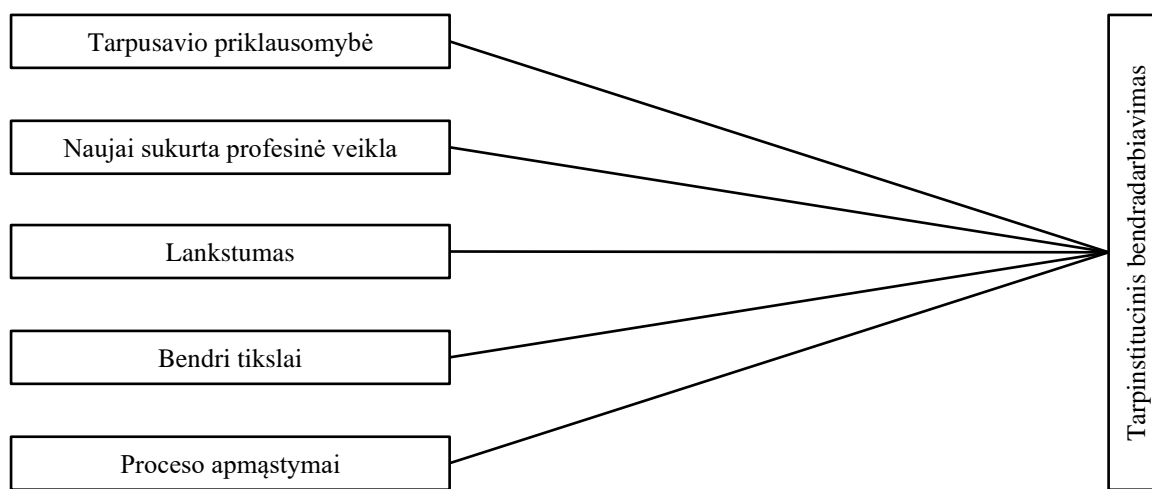 Tarpusavio priklausomybė
Naujai sukurta profesinė veikla
Lankstumas
Bendri tikslai
Proceso apmąstymai
Tarpinstitucinis bendradarbiavimas